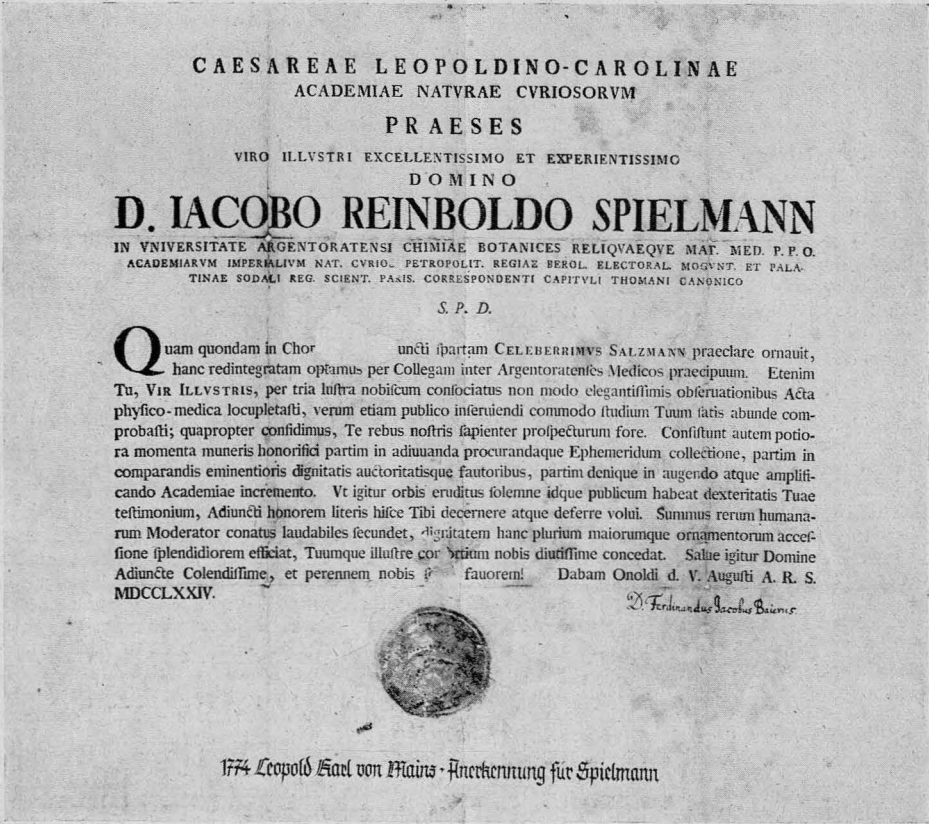 CAESAREAE LEOPOLDINO-CAROLINAE
ACADEMIAE NATVRAE CVRIOSORVM
PRAESES
VIRO ILLVSTRI EXCELLENTISSIMO ET EXPERIENTISSIMO
DOMINO
D. IACOBO REINBOLDO SPIELMANN
IN VNIVERSITATE ARGENTORATENSI CHIMIAE BOTANICES RELIQVAEQVE MAT. MED. P. P. O.
ACADEMIARVM IMPERIALIVM NAT. CVRIO. PETROPOLIT. REGIAE BEROL. ELECTORAL. MOGVNT. ET PALA-
TINAE SODALI REG. SCIENT. PARIS. CORRESPONDENTI CAPITVLI THOMANI CANONICO
S. P. D.
Quam quondam in Chor uncti ſpartam CELEBERRIMVS SALZMANN praeclare ornauit,
hanc redintegratam optamus per Collegam inter Argentoratenſes Medicos praecipuum. Etenim
Tu, VIR ILLVSTRIS, per tria luſtra nobiſcum conſociatus non modo elegantiſſimis obſeruationibus Acta
phyſico-medica locupletaſti, verum etiam publico inſeruiendi commodo ſtudium Tuum ſatis abunde com-
probaſti; quapropter confidimus, Te rebus noſtris ſapienter proſpecturum fore. Conſiſtunt autem potio-
ra momenta muneris honorifici partim in adiuuanda procurandaque Ephemeridum collectione, partim in
comparandis eminentioris dignitatis auctoritatisque fautoribus, partim denique in augendo atque amplifi-
cando Academiae incremento. Vt igitur orbis eruditus ſolemne idque publicum habeat dexteritatis Tuae
teſtimonium, Adiuncti honorem literis hiſce Tibi decernere atque deferre volui. Summus rerum humana-
rum Moderator conatus laudabiles ſecundet, dignitatem hanc plurium maiorumque ornamentorum acceſ-
ſione ſplendidiorem efficiat, Tuumque illuſtre conſortium nobis diutiſſime concedat. Salue igitur Domine
Adiuncte Colendiſſime, et perennem nobis fauorem! Dabam Onoldi d. V. Auguſti A. R. S.
MDCCLXXIV.
D. Ferdinandus Jacobus Baierus.
1774 Leopold Karl von Mains - Anerkennung für Spielmann